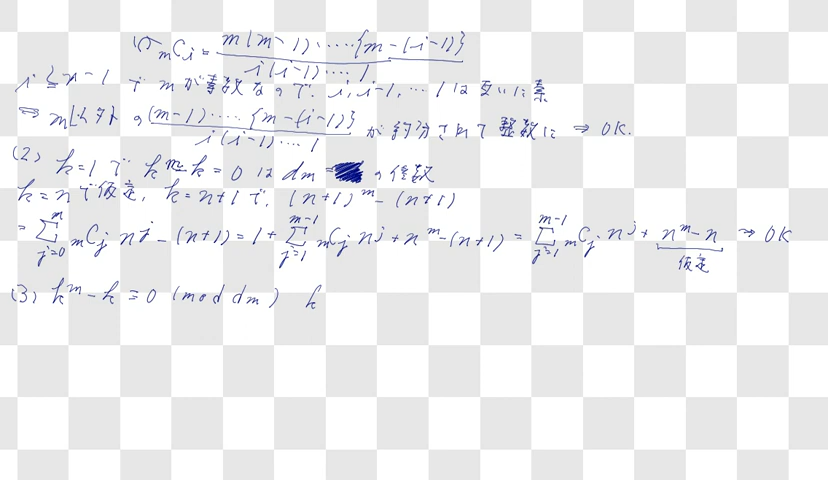 (1) mCi = m(m-1)‥‥{m-(i-1)} / i(i-1)‥‥1
i ≦ m-1 で mが素数なので、i, i-1, ‥ 1 は互いに素
⇒ m[以外]の (m-1)‥‥{m-(i-1)} / i(i-1)‥‥1 が約分されて整数に ⇒ OK.
(2) k=1 で k^m-k = 0 は dm の倍数
k=nで仮定, k=n+1で, (n+1)^m-(n+1)
= Σ_{j=0}^{m} mCj n^j -(n+1) = 1+ Σ_{j=1}^{m-1} mCj n^j + n^m-(n+1) = Σ_{j=1}^{m-1} mCj n^j + n^m-n ⇒ OK
仮定
(3) k^m-k ≡ 0 (mod dm) k